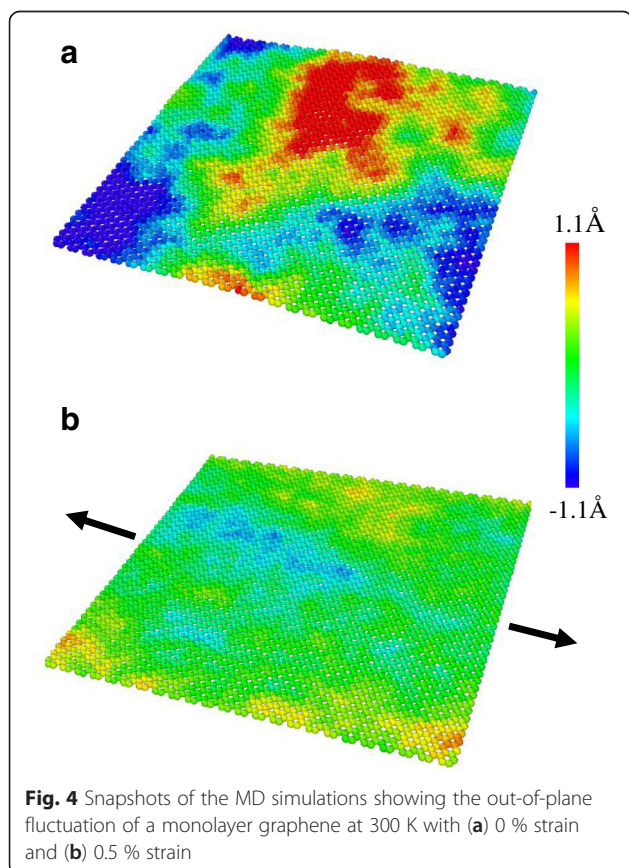 a
1.1Å
-1.1Å
b
Fig. 4 Snapshots of the MD simulations showing the out-of-plane
fluctuation of a monolayer graphene at 300 K with (a) 0 % strain
and (b) 0.5 % strain